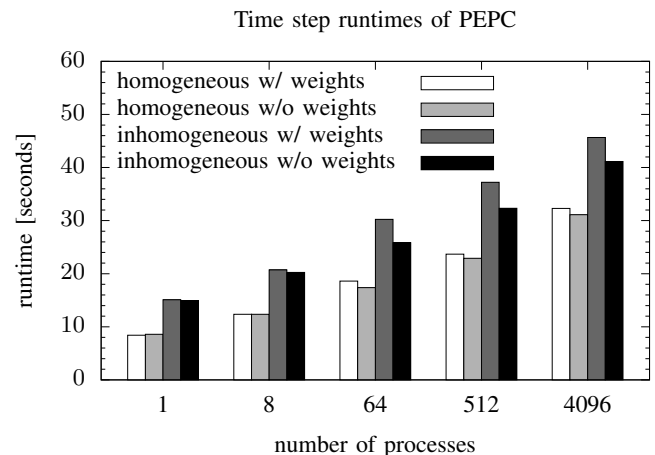 Time step runtimes of PEPC
60
50
40
30
20
10
0
runtime [seconds]
homogeneous w/ weights
homogeneous w/o weights
inhomogeneous w/ weights
inhomogeneous w/o weights
1 8 64 512 4096
number of processes